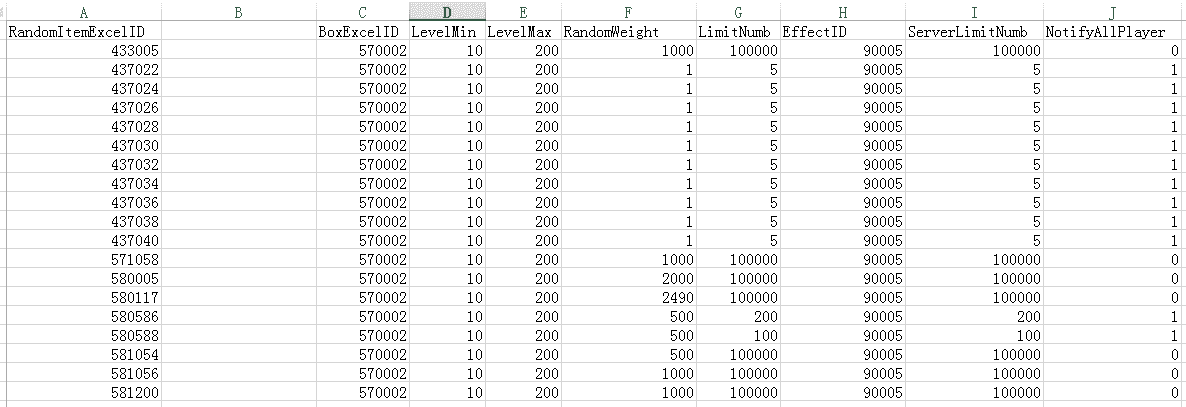 A B C D E F G H I J
RandomItemExcelID BoxExcelID LevelMin LevelMax RandomWeight LimitNumb EffectID ServerLimitNumb NotifyAllPlayer
433005 570002 10 200 1000 100000 90005 100000 0
437022 570002 10 200 1 5 90005 5 1
437024 570002 10 200 1 5 90005 5 1
437026 570002 10 200 1 5 90005 5 1
437028 570002 10 200 1 5 90005 5 1
437030 570002 10 200 1 5 90005 5 1
437032 570002 10 200 1 5 90005 5 1
437034 570002 10 200 1 5 90005 5 1
437036 570002 10 200 1 5 90005 5 1
437038 570002 10 200 1 5 90005 5 1
437040 570002 10 200 1 5 90005 5 1
571058 570002 10 200 1000 100000 90005 100000 0
580005 570002 10 200 2000 100000 90005 100000 0
580117 570002 10 200 2490 100000 90005 100000 0
580586 570002 10 200 500 200 90005 200 1
580588 570002 10 200 500 100 90005 100 1
581054 570002 10 200 500 100000 90005 100000 0
581056 570002 10 200 1000 100000 90005 100000 0
581200 570002 10 200 1000 100000 90005 100000 0